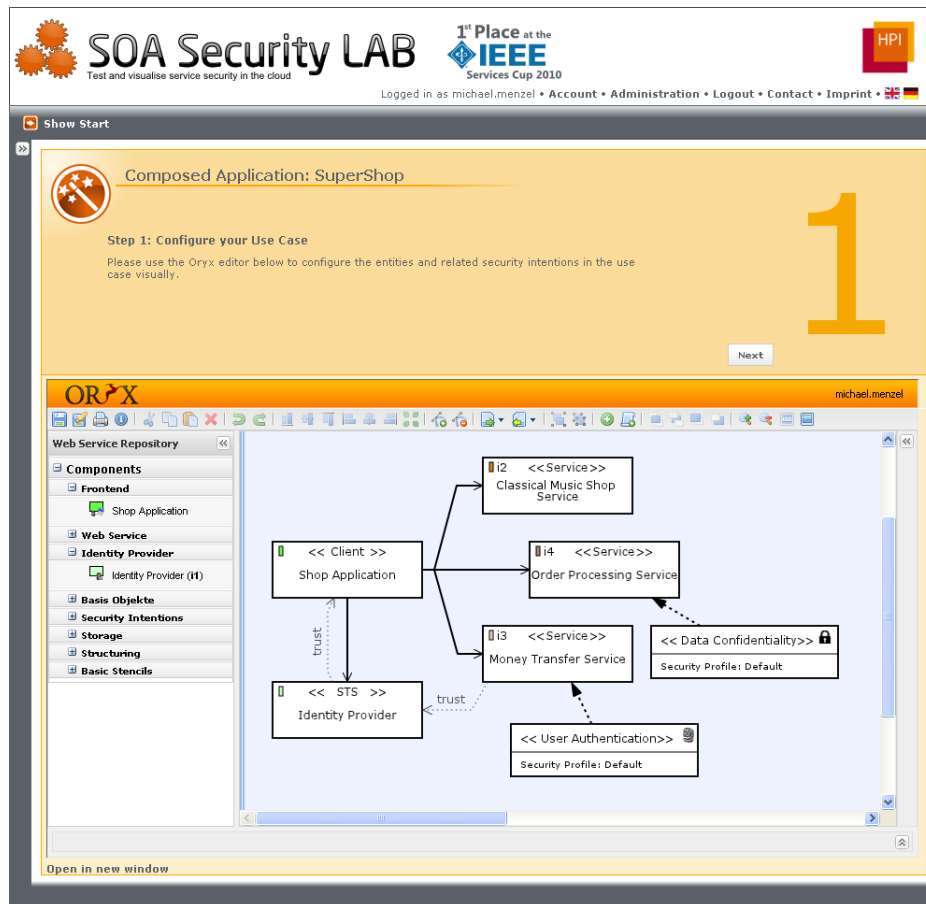 SOA Security LAB
Test and visualise service security in the cloud
1st Place at the
IEEE
Services Cup 2010
HPI
Logged in as michael.menzel • Account • Administration • Logout • Contact • Imprint •
Show Start
Composed Application: SuperShop
1
Step 1: Configure your Use Case
Please use the Oryx editor below to configure the entities and related security intentions in the use
case visually.
Next
ORYX
michael.menzel
Web Service Repository
Components
Frontend
Shop Application
Web Service
Identity Provider
Identity Provider (i1)
Basis Objekte
Security Intentions
Storage
Structuring
Basic Stencils
i2 <<Service>>
Classical Music Shop
Service
<< Client >>
Shop Application
i4 <<Service>>
Order Processing Service
trust
i3 <<Service>>
Money Transfer Service
<< Data Confidentiality>>
Security Profile: Default
<< STS >>
Identity Provider
trust
<< User Authentication>>
Security Profile: Default
Open in new window